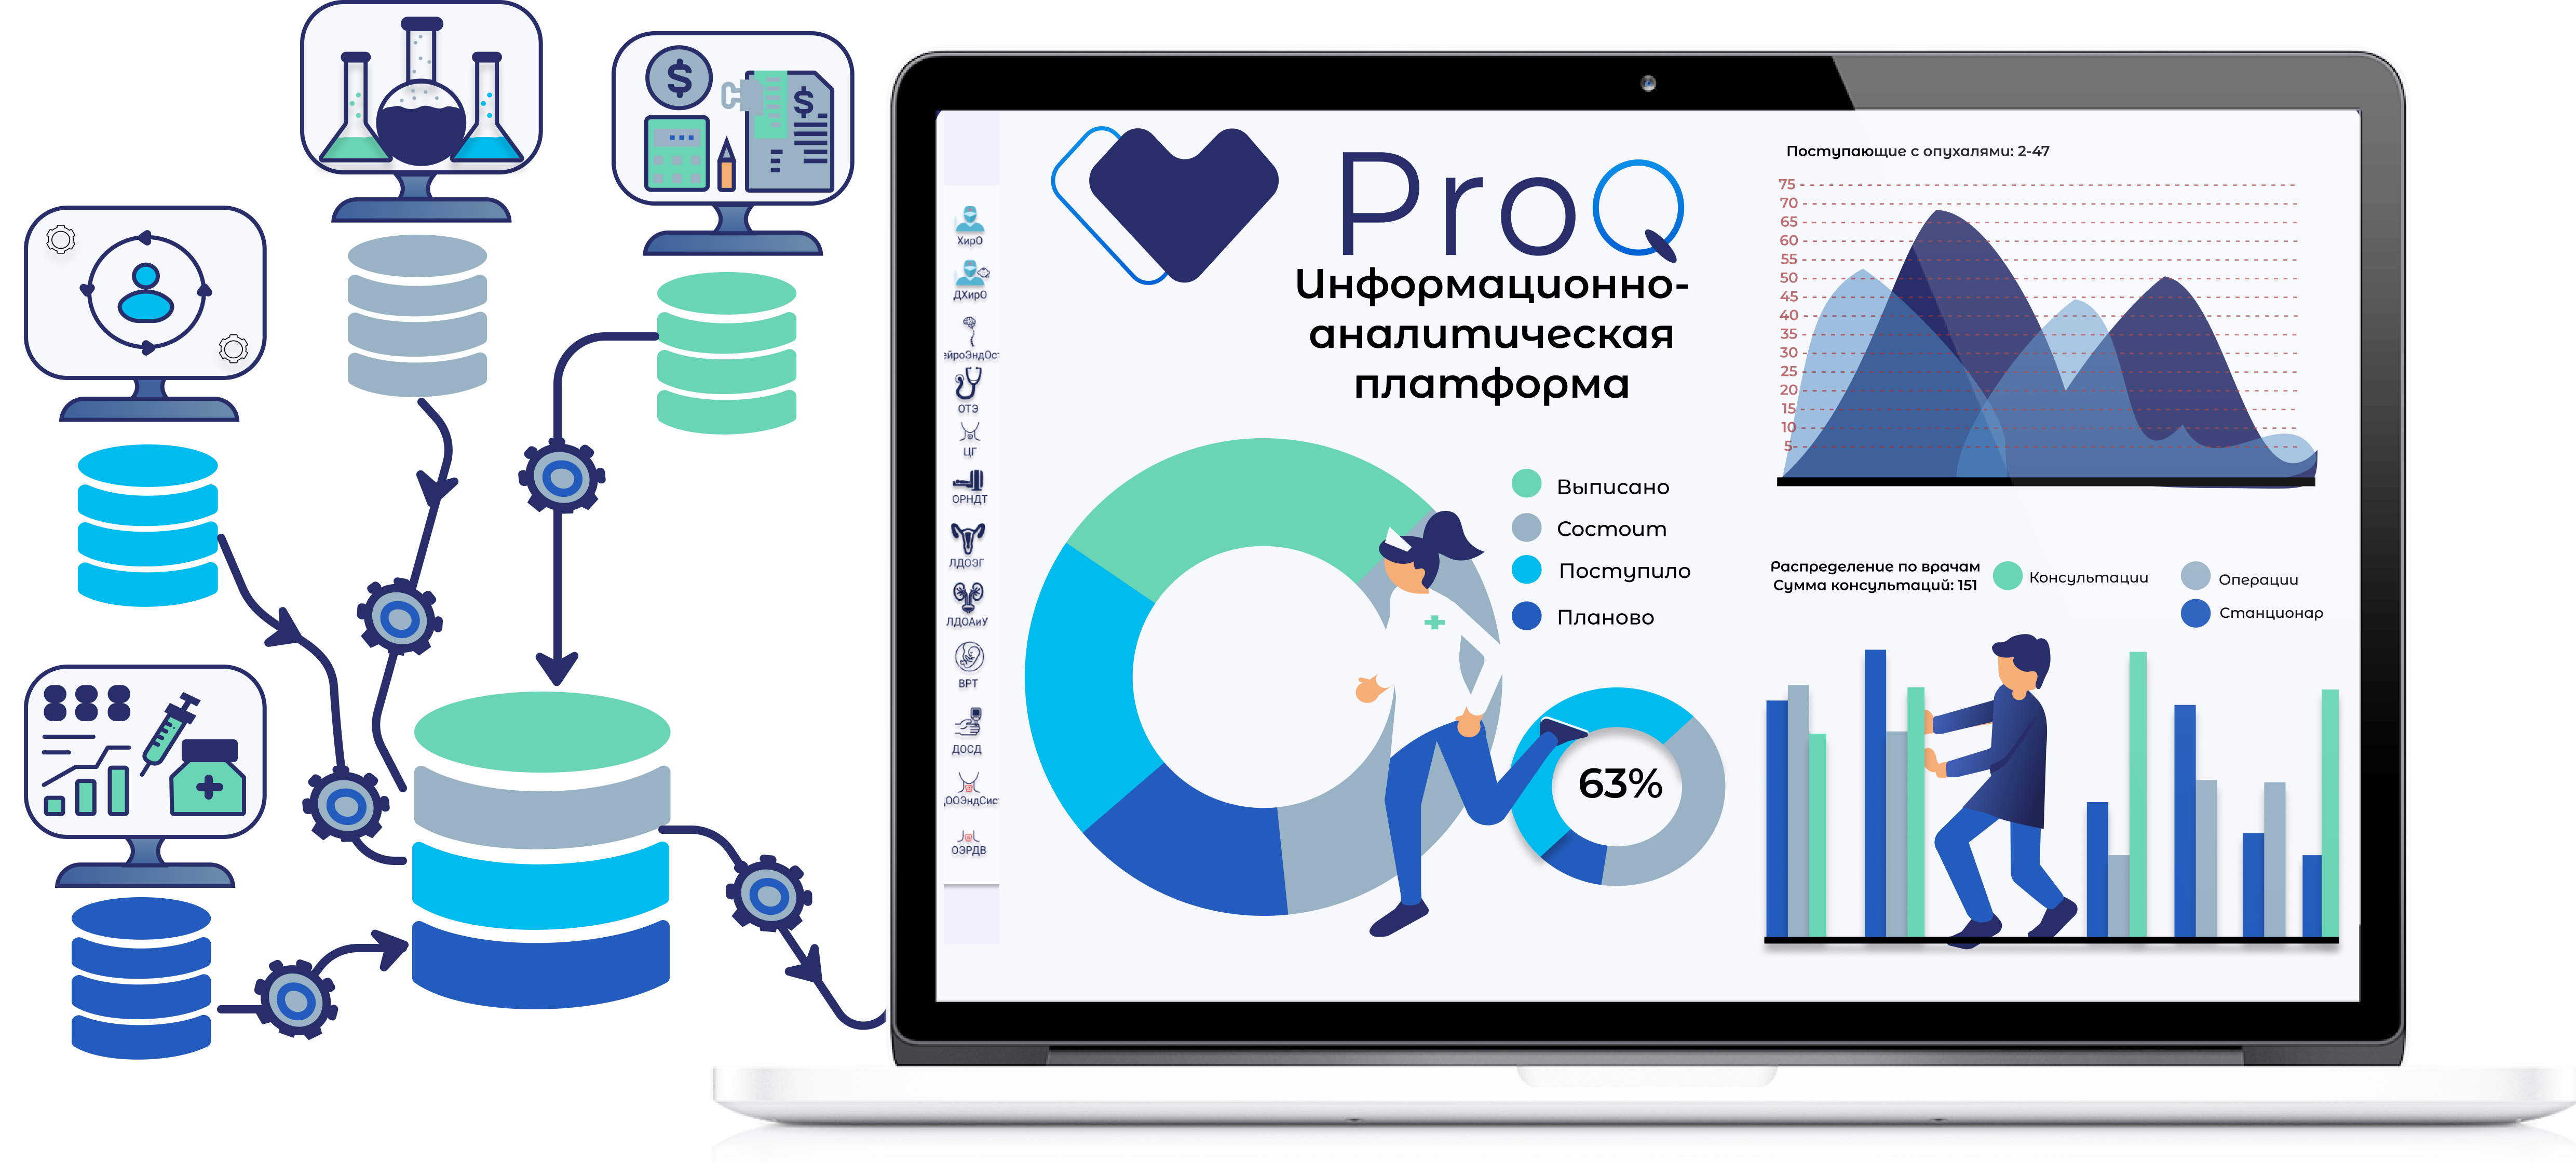 ProQ
Информационно-
аналитическая
платформа
ХирО
ДХирО
ейроЭндОст
ОТЭ
ЦГ
ОРНДТ
ЛДОЭГ
ЛДОАиУ
ВРТ
ДОСД
ДООЭндСис
ОЭРДВ
Выписано
Состоит
Поступило
Планово
63%
Поступающие с опухалями: 2-47
75
70
65
60
55
50
45
40
35
30
25
20
15
10
5
Распределение по врачам
Сумма консультаций: 151
Консультации
Операции
Станционар
$
$